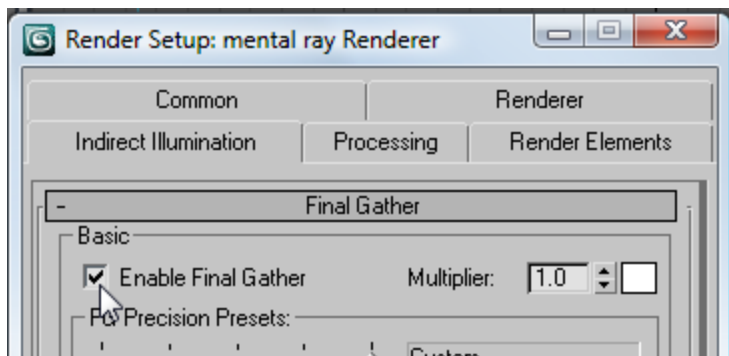 Render Setup: mental ray Renderer
Common Renderer
Indirect Illumination Processing Render Elements
- Final Gather
Basic
Enable Final Gather Multiplier: 1.0
Precision Presets: